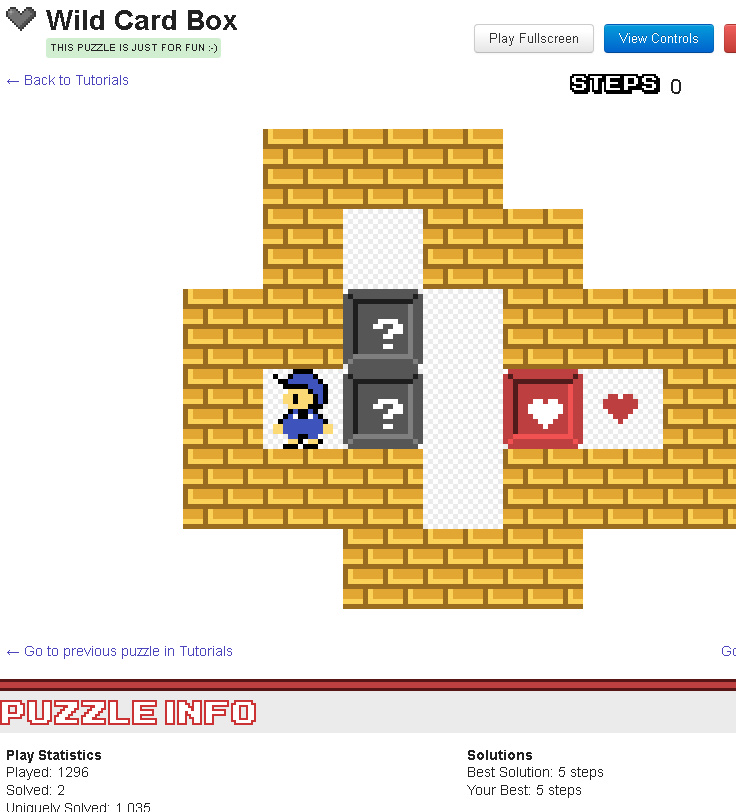 Wild Card Box
THIS PUZZLE IS JUST FOR FUN :-)
Play Fullscreen
View Controls
← Back to Tutorials
STEPS 0
?
?
← Go to previous puzzle in Tutorials
Go
PUZZLE INFO
Play Statistics
Played: 1296
Solved: 2
Uniquely Solved: 1,035
Solutions
Best Solution: 5 steps
Your Best: 5 steps